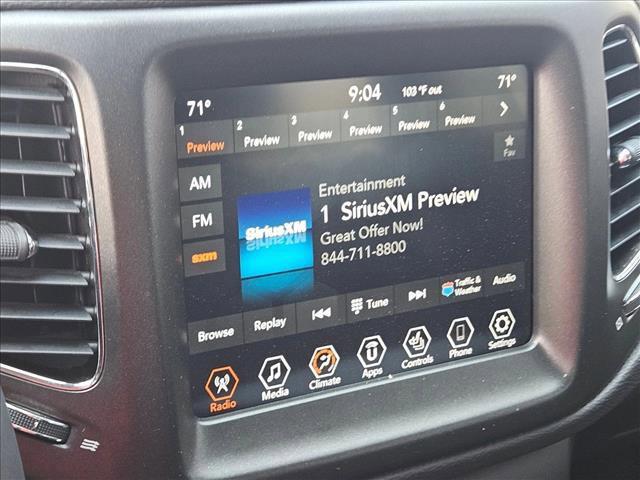 71° 9:04 103 °F out 71°
1 2 3 4 5 6
Preview Preview Preview Preview Preview Preview
AM
Fav
FM
sxm
SiriusXM
Entertainment
1 SiriusXM Preview
Great Offer Now!
844-711-8800
Browse Replay Tune Traffic & Weather Audio
Radio Media Climate Apps Controls Phone Settings